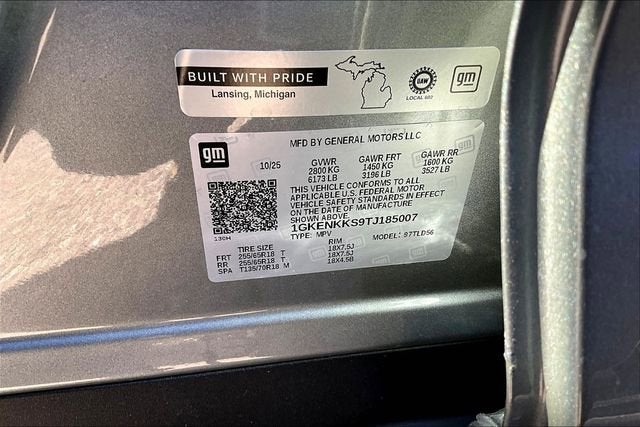 BUILT WITH PRIDE
Lansing, Michigan
UAW
LOCAL 602
gm
gm
MFD BY GENERAL MOTORS LLC
10/25 GVWR GAWR FRT GAWR RR
2800 KG 1450 KG 1600 KG
6173 LB 3196 LB 3527 LB
THIS VEHICLE CONFORMS TO ALL
APPLICABLE U.S. FEDERAL MOTOR
VEHICLE SAFETY STANDARDS IN EFFECT
ON THE DATE OF MANUFACTURE
SHOWN ABOVE.
1GKENKKS9TJ185007
TYPE: MPV MODEL: 97TLD56
TIRE SIZE RIM
FRT 255/65R18 T 18X7.5J
RR 255/65R18 T 18X7.5J
SPA T135/70R18 M 18X4.5B